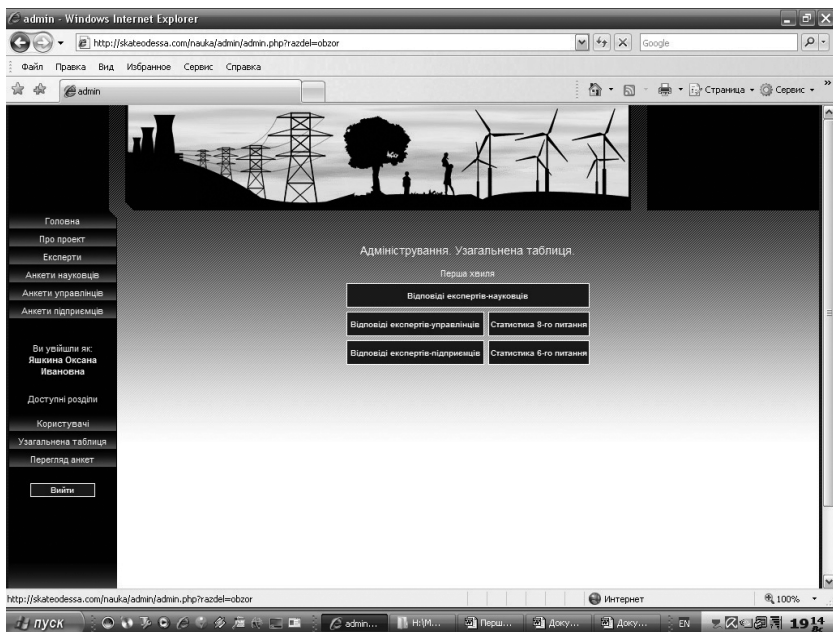 admin - Windows Internet Explorer
http://skateodessa.com/nauka/admin/admin.php?razdel=obzor
Google
Файл Правка Вид Избранное Сервис Справка
admin
Страница Сервис
Головна
Про проект
Експерти
Анкети науковців
Анкети управлінців
Анкети підприємців
Ви увійшли як:
Яшкина Оксана
Ивановна
Доступні розділи
Користувачі
Узагальнена таблиця
Перегляд анкет
Выйти
Адміністрування. Узагальнена таблиця.
Перша хвиля
Відповіді експертів-науковців
Відповіді експертів-управлінців Статистика 8-го питання
Відповіді експертів-підприємців Статистика 6-го питання
http://skateodessa.com/nauka/admin/admin.php?razdel=obzor
Интернет
100%
пуск
admin...
H:\M...
Перш...
Доку...
Доку...
EN
19 14